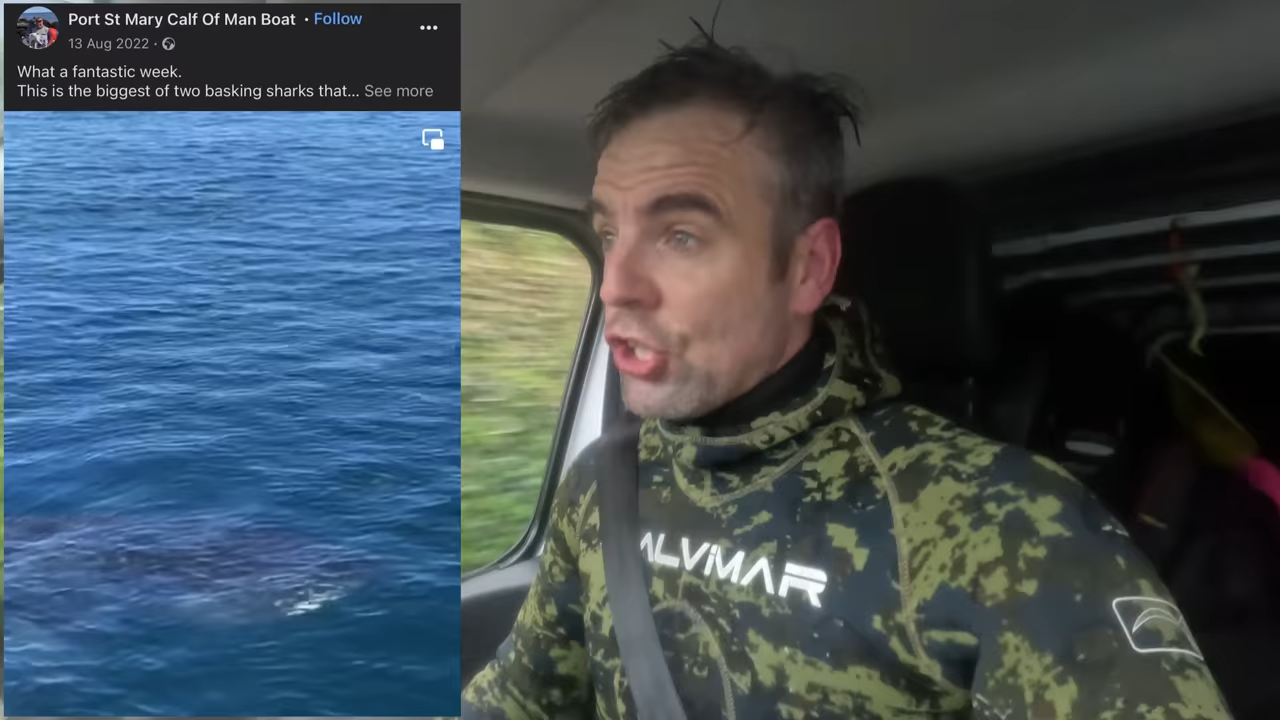 Port St Mary Calf Of Man Boat · Follow
13 Aug 2022 ·
What a fantastic week.
This is the biggest of two basking sharks that... See more
ALViMAR